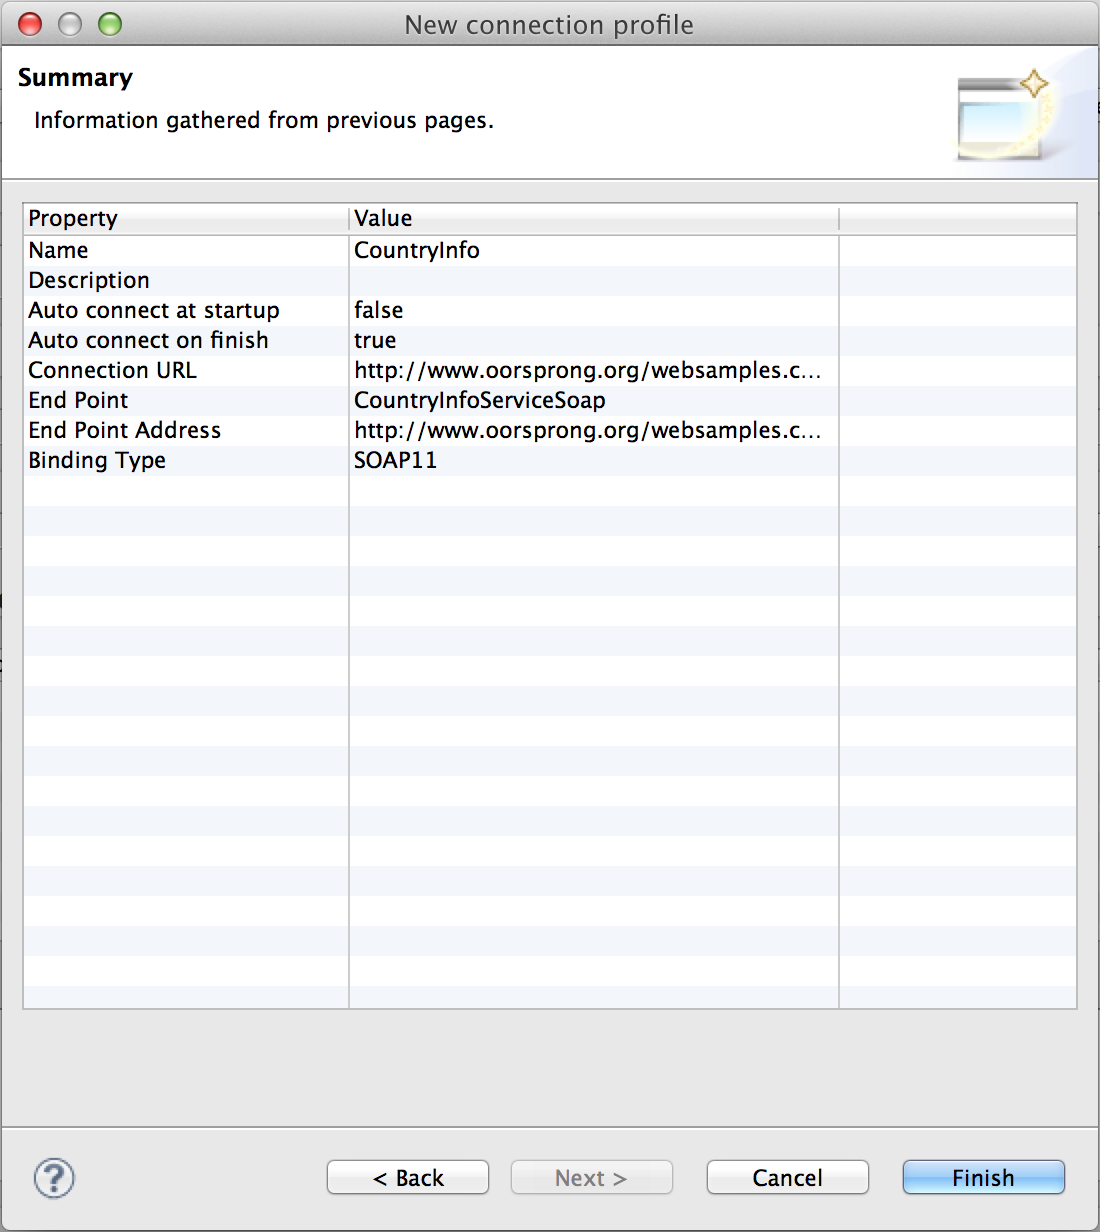 New connection profile
Summary
Information gathered from previous pages.
Property Value
Name CountryInfo
Description
Auto connect at startup false
Auto connect on finish true
Connection URL http://www.oorsprong.org/websamples.c...
End Point CountryInfoServiceSoap
End Point Address http://www.oorsprong.org/websamples.c...
Binding Type SOAP11
? < Back Next > Cancel Finish